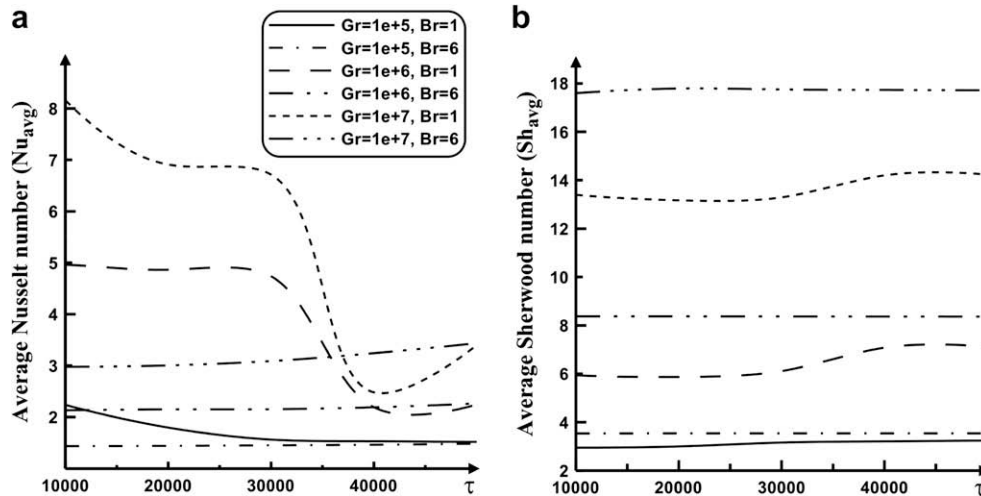 a
Gr=1e+5, Br=1
Gr=1e+5, Br=6
Gr=1e+6, Br=1
Gr=1e+6, Br=6
Gr=1e+7, Br=1
Gr=1e+7, Br=6
Average Nusselt number (Nu_avg)
8
7
6
5
4
3
2
10000 20000 30000 40000 τ
b
Average Sherwood number (Sh_avg)
18
16
14
12
10
8
6
4
2
10000 20000 30000 40000 τ